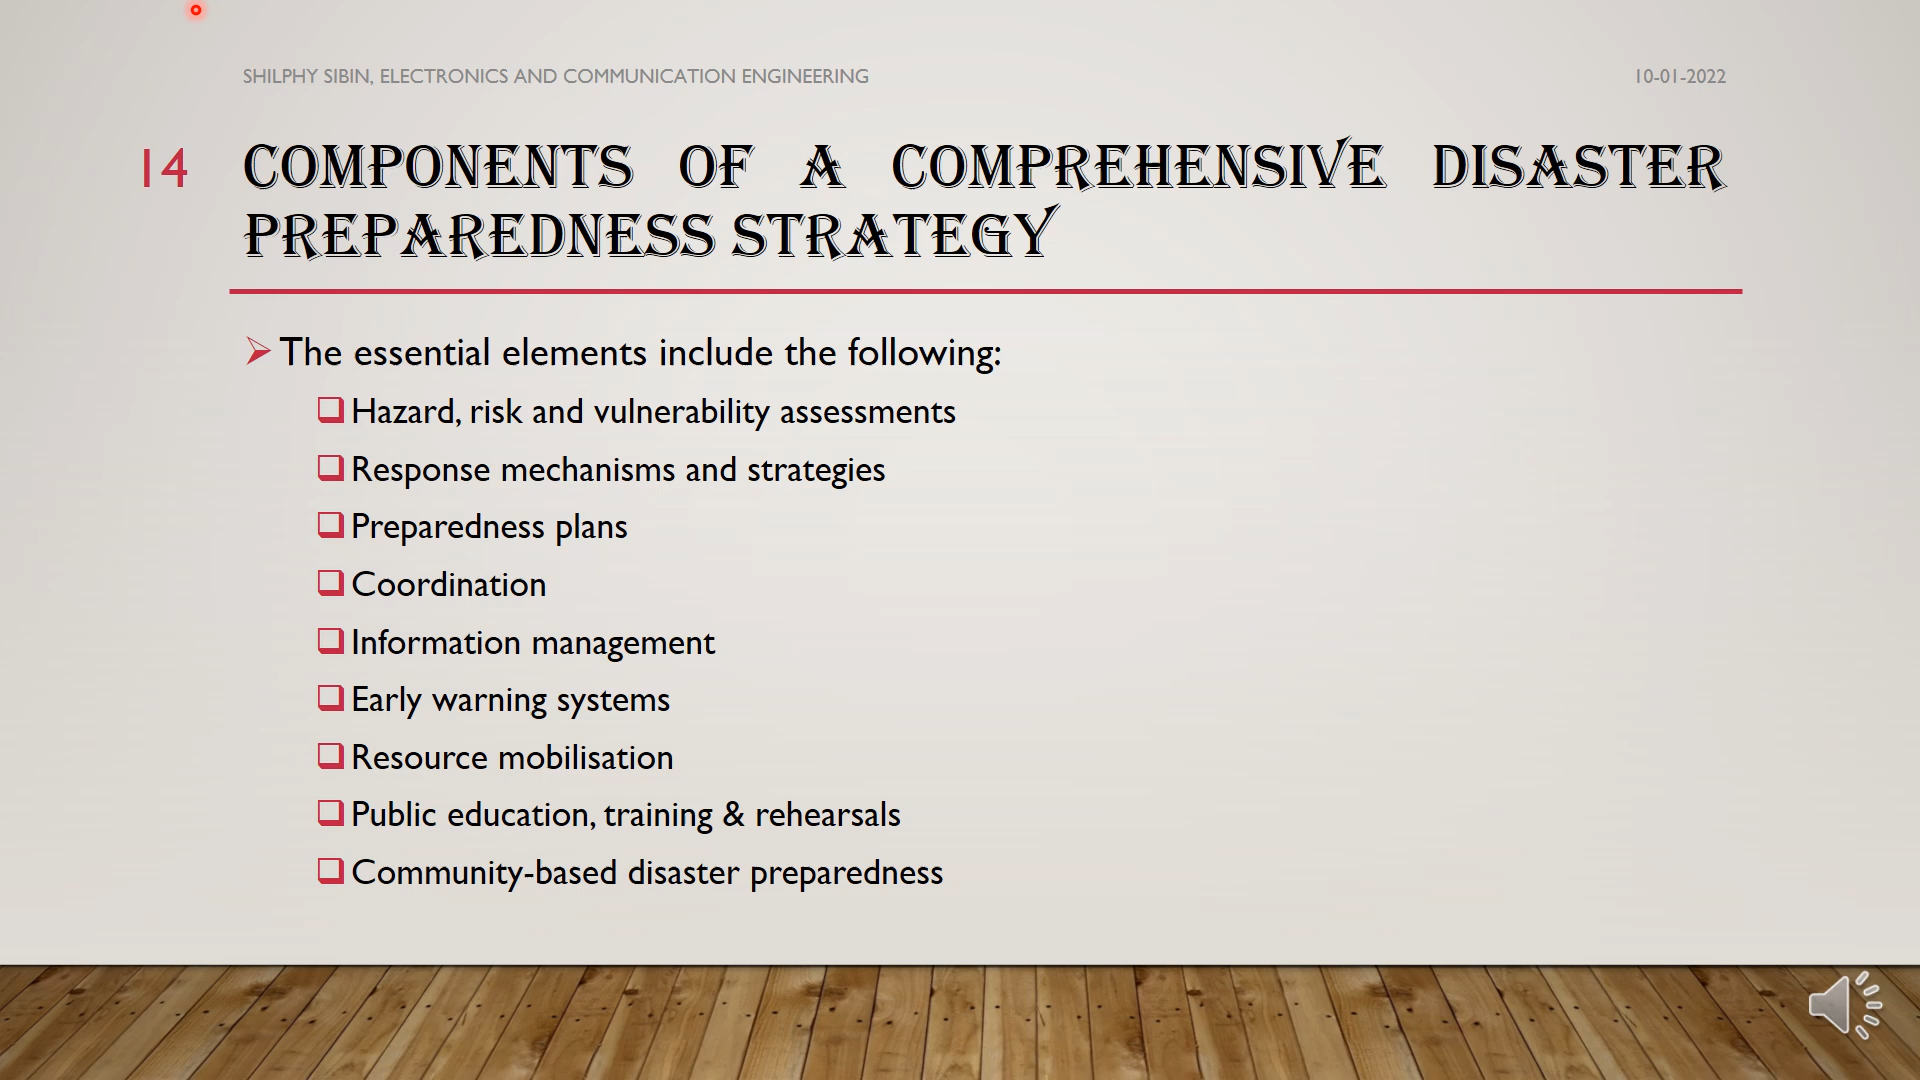 SHILPHY SIBIN, ELECTRONICS AND COMMUNICATION ENGINEERING
10-01-2022
14
COMPONENTS OF A COMPREHENSIVE DISASTER
PREPAREDNESS STRATEGY
The essential elements include the following:
Hazard, risk and vulnerability assessments
Response mechanisms and strategies
Preparedness plans
Coordination
Information management
Early warning systems
Resource mobilisation
Public education, training & rehearsals
Community-based disaster preparedness